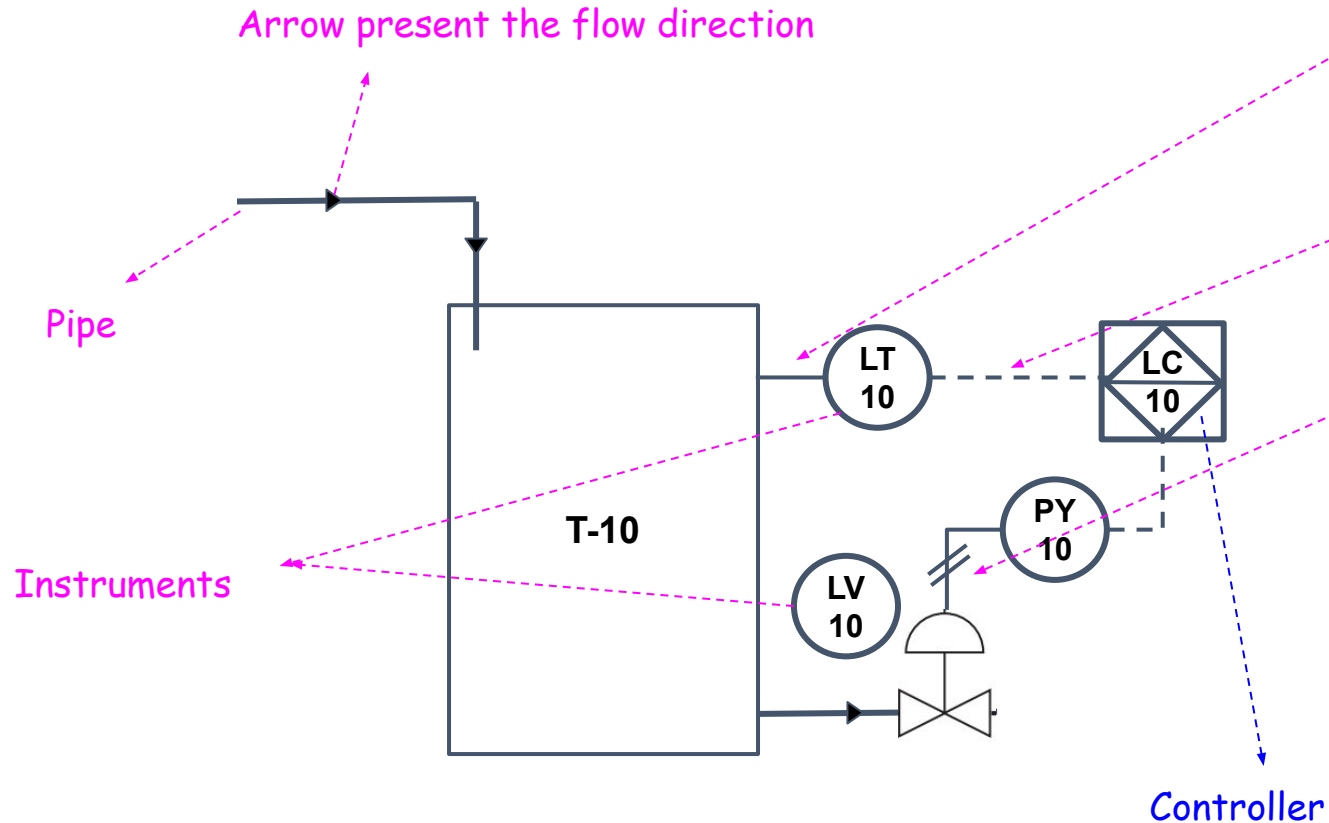 Arrow present the flow direction
Pipe
LT
10
LC
10
PY
10
T-10
Instruments
LV
10
Controller